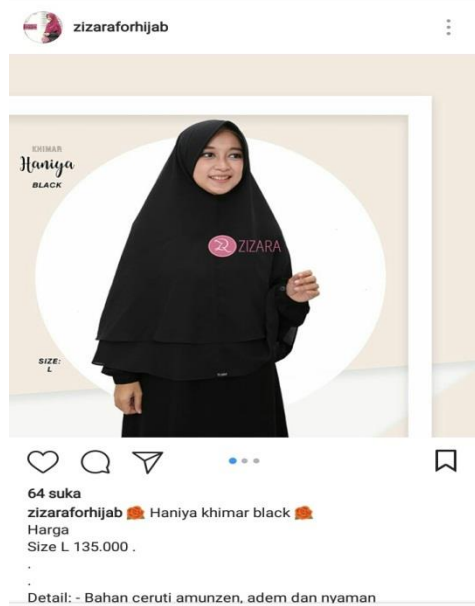 zizaraforhijab
KHIMAR
Haniya
BLACK
ZIZARA
SIZE:
L
64 suka
zizaraforhijab Haniya khimar black
Harga
Size L 135.000 .
.
.
Detail: - Bahan ceruti amunzen, adem dan nyaman